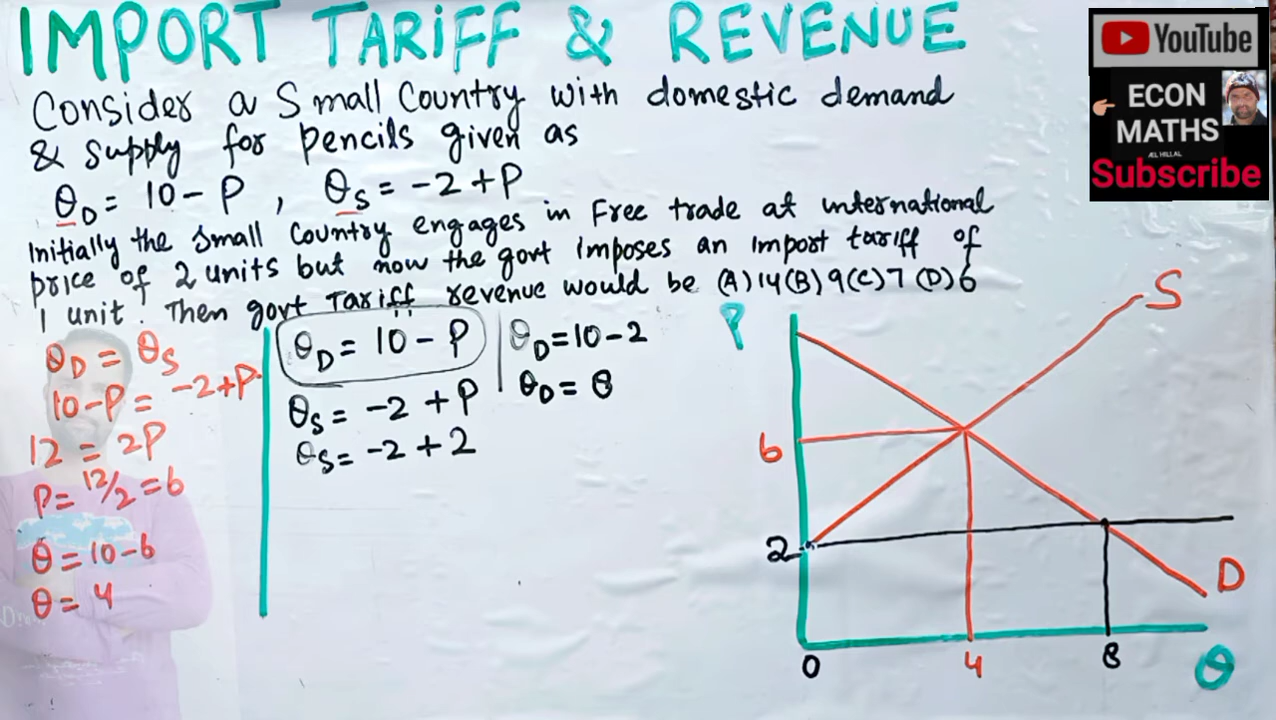 IMPORT TARIFF & REVENUE
YouTube
ECON
MATHS
ÆL HILLAL
Subscribe
Consider a Small Country with domestic demand
& supply for pencils given as
QD = 10 - P , QS = -2 + P
Initially the small country engages in Free trade at international
price of 2 units but now the govt imposes an import tariff of
1 unit. Then govt Tariff revenue would be (A) 14 (B) 9 (C) 7 (D) 6
QD = QS
10-P = -2+P
12 = 2P
P = 12/2 = 6
Q = 10-6
Q = 4
QD = 10 - P
QS = -2 + P
QS = -2 + 2
QD = 10 - 2
QD = 8
P
S
6
2
D
0
4
8
Q